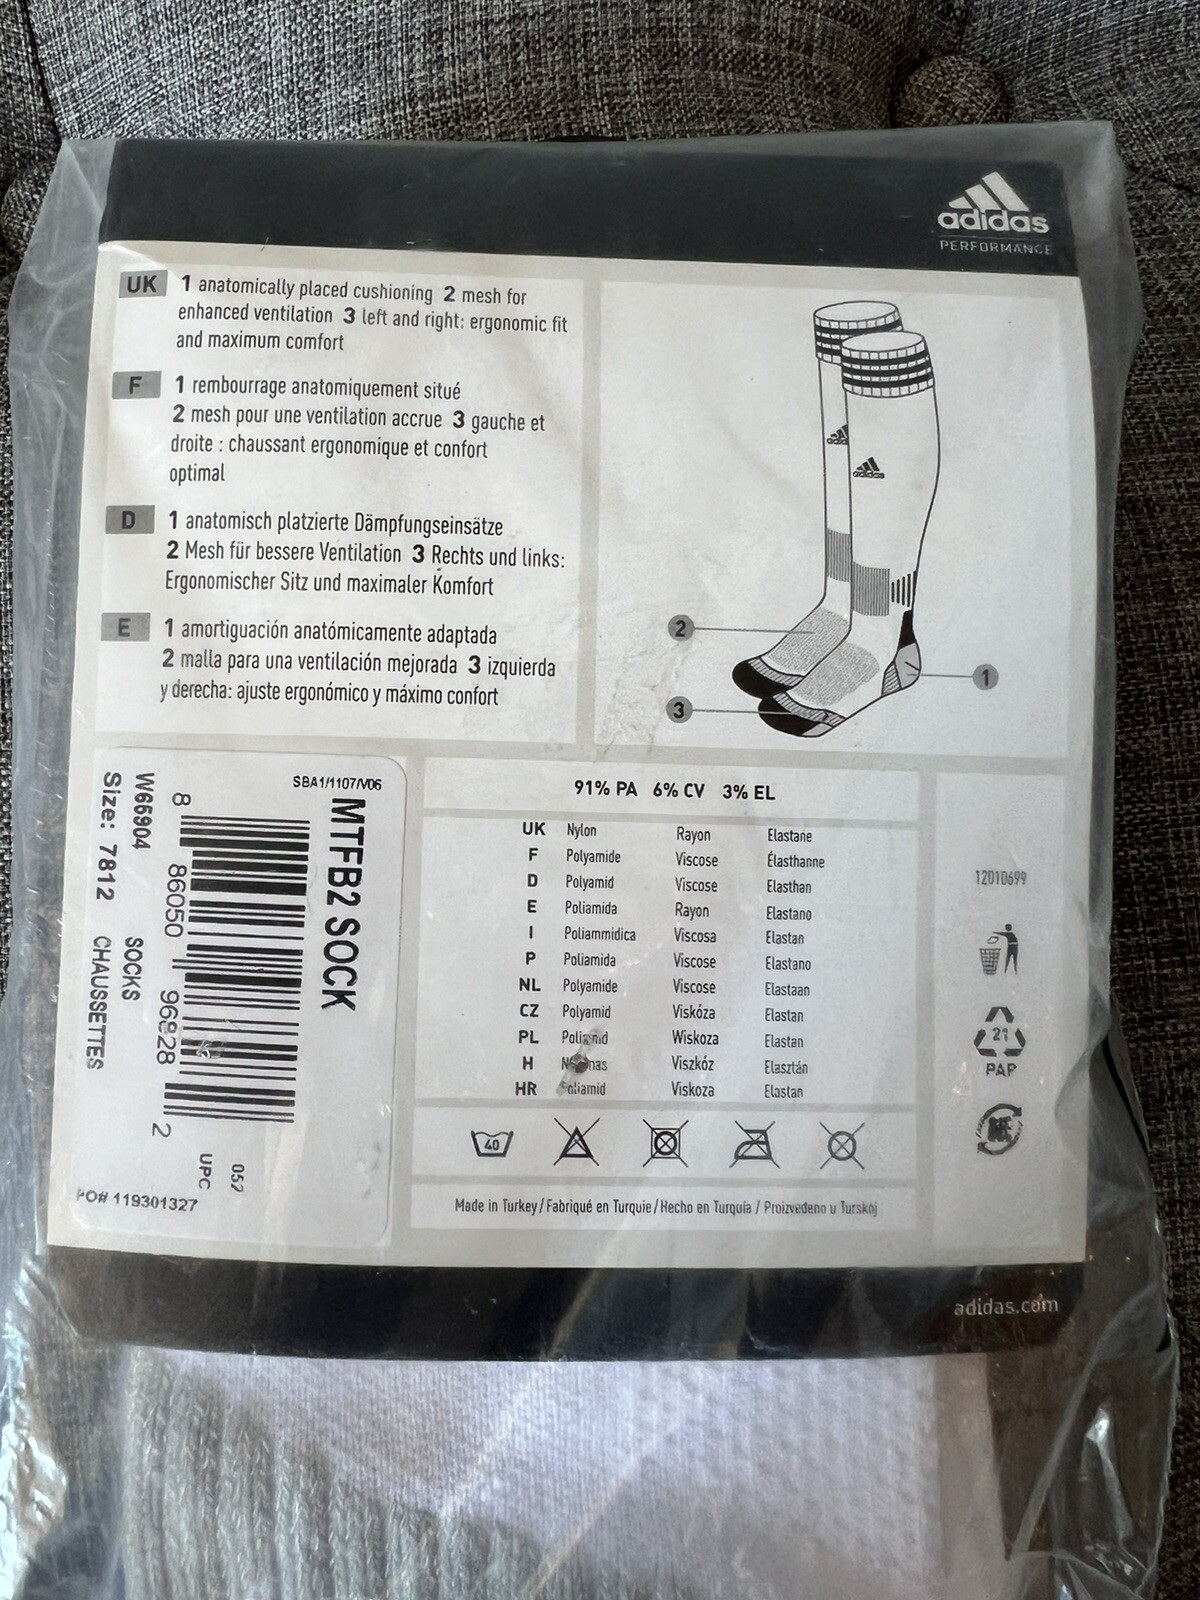 adidas
PERFORMANCE
UK 1 anatomically placed cushioning 2 mesh for
enhanced ventilation 3 left and right: ergonomic fit
and maximum comfort
F 1 rembourrage anatomiquement situé
2 mesh pour une ventilation accrue 3 gauche et
droite : chaussant ergonomique et confort
optimal
D 1 anatomisch platzierte Dämpfungseinsätze
2 Mesh für bessere Ventilation 3 Rechts und links:
Ergonomischer Sitz und maximaler Komfort
E 1 amortiguación anatómicamente adaptada
2 malla para una ventilación mejorada 3 izquierda
y derecha: ajuste ergonómico y máximo confort
adidas
adidas
2
1
3
SBA1/1107/V06
MTFB2 SOCK
8 86050 96828 2
UPC
052
W66904 SOCKS
Size: 7812 CHAUSSETTES
PO# 119301327
91% PA 6% CV 3% EL
UK Nylon Rayon Elastane
F Polyamide Viscose Élasthanne
D Polyamid Viscose Elasthan
E Poliamida Rayon Elastano
I Poliammidica Viscosa Elastan
P Poliamida Viscose Elastano
NL Polyamide Viscose Elastaan
CZ Polyamid Viskóza Elastan
PL Poliamid Wiskoza Elastan
H Viszkóz Elasztán
HR Poliamid Viskoza Elastan
40
Made in Turkey / Fabriqué en Turquie / Hecho en Turquía / Proizvedeno u Turskoj
12010699
21
PAP
adidas.com